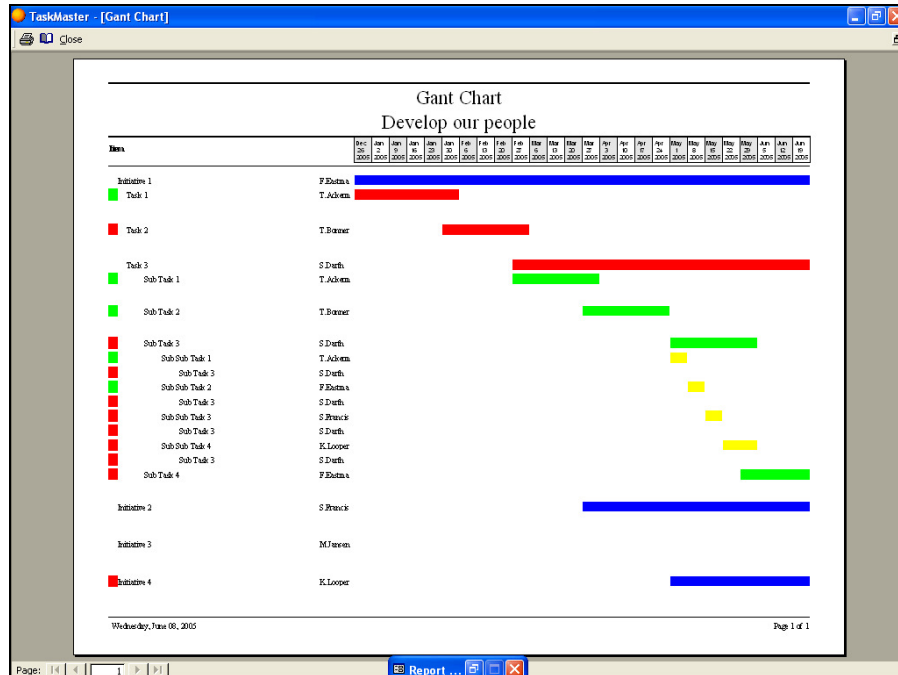 TaskMaster - [Gant Chart]
Close
Gant Chart
Develop our people
Dec Jan Jan Jan Jan Jan Feb Feb Feb Feb Mar Mar Mar Mar Apr Apr Apr Apr May May May May May Jun Jun Jun
26 2 9 16 23 30 6 13 20 27 6 13 20 27 3 10 17 24 1 8 15 22 29 5 12 19
2005 2005 2005 2005 2005 2005 2005 2005 2005 2005 2005 2005 2005 2005 2005 2005 2005 2005 2005 2005 2005 2005 2005 2005 2005 2005
Initiative 1 F.Eastma
Task 1 T.Ackern
Task 2 T.Bonner
Task 3 S.Darth
Sub Task 1 T.Ackern
Sub Task 2 T.Bonner
Sub Task 3 S.Darth
Sub Sub Task 1 T.Ackern
Sub Task 3 S.Darth
Sub Sub Task 2 F.Eastma
Sub Task 3 S.Darth
Sub Sub Task 3 S.Francis
Sub Task 3 S.Darth
Sub Sub Task 4 K.Looper
Sub Task 3 S.Darth
Sub Task 4 F.Eastma
Initiative 2 S.Francis
Initiative 3 M.Jansen
Initiative 4 K.Looper
Wednesday, June 08, 2005 Page 1 of 1
Page: 1
Report ...